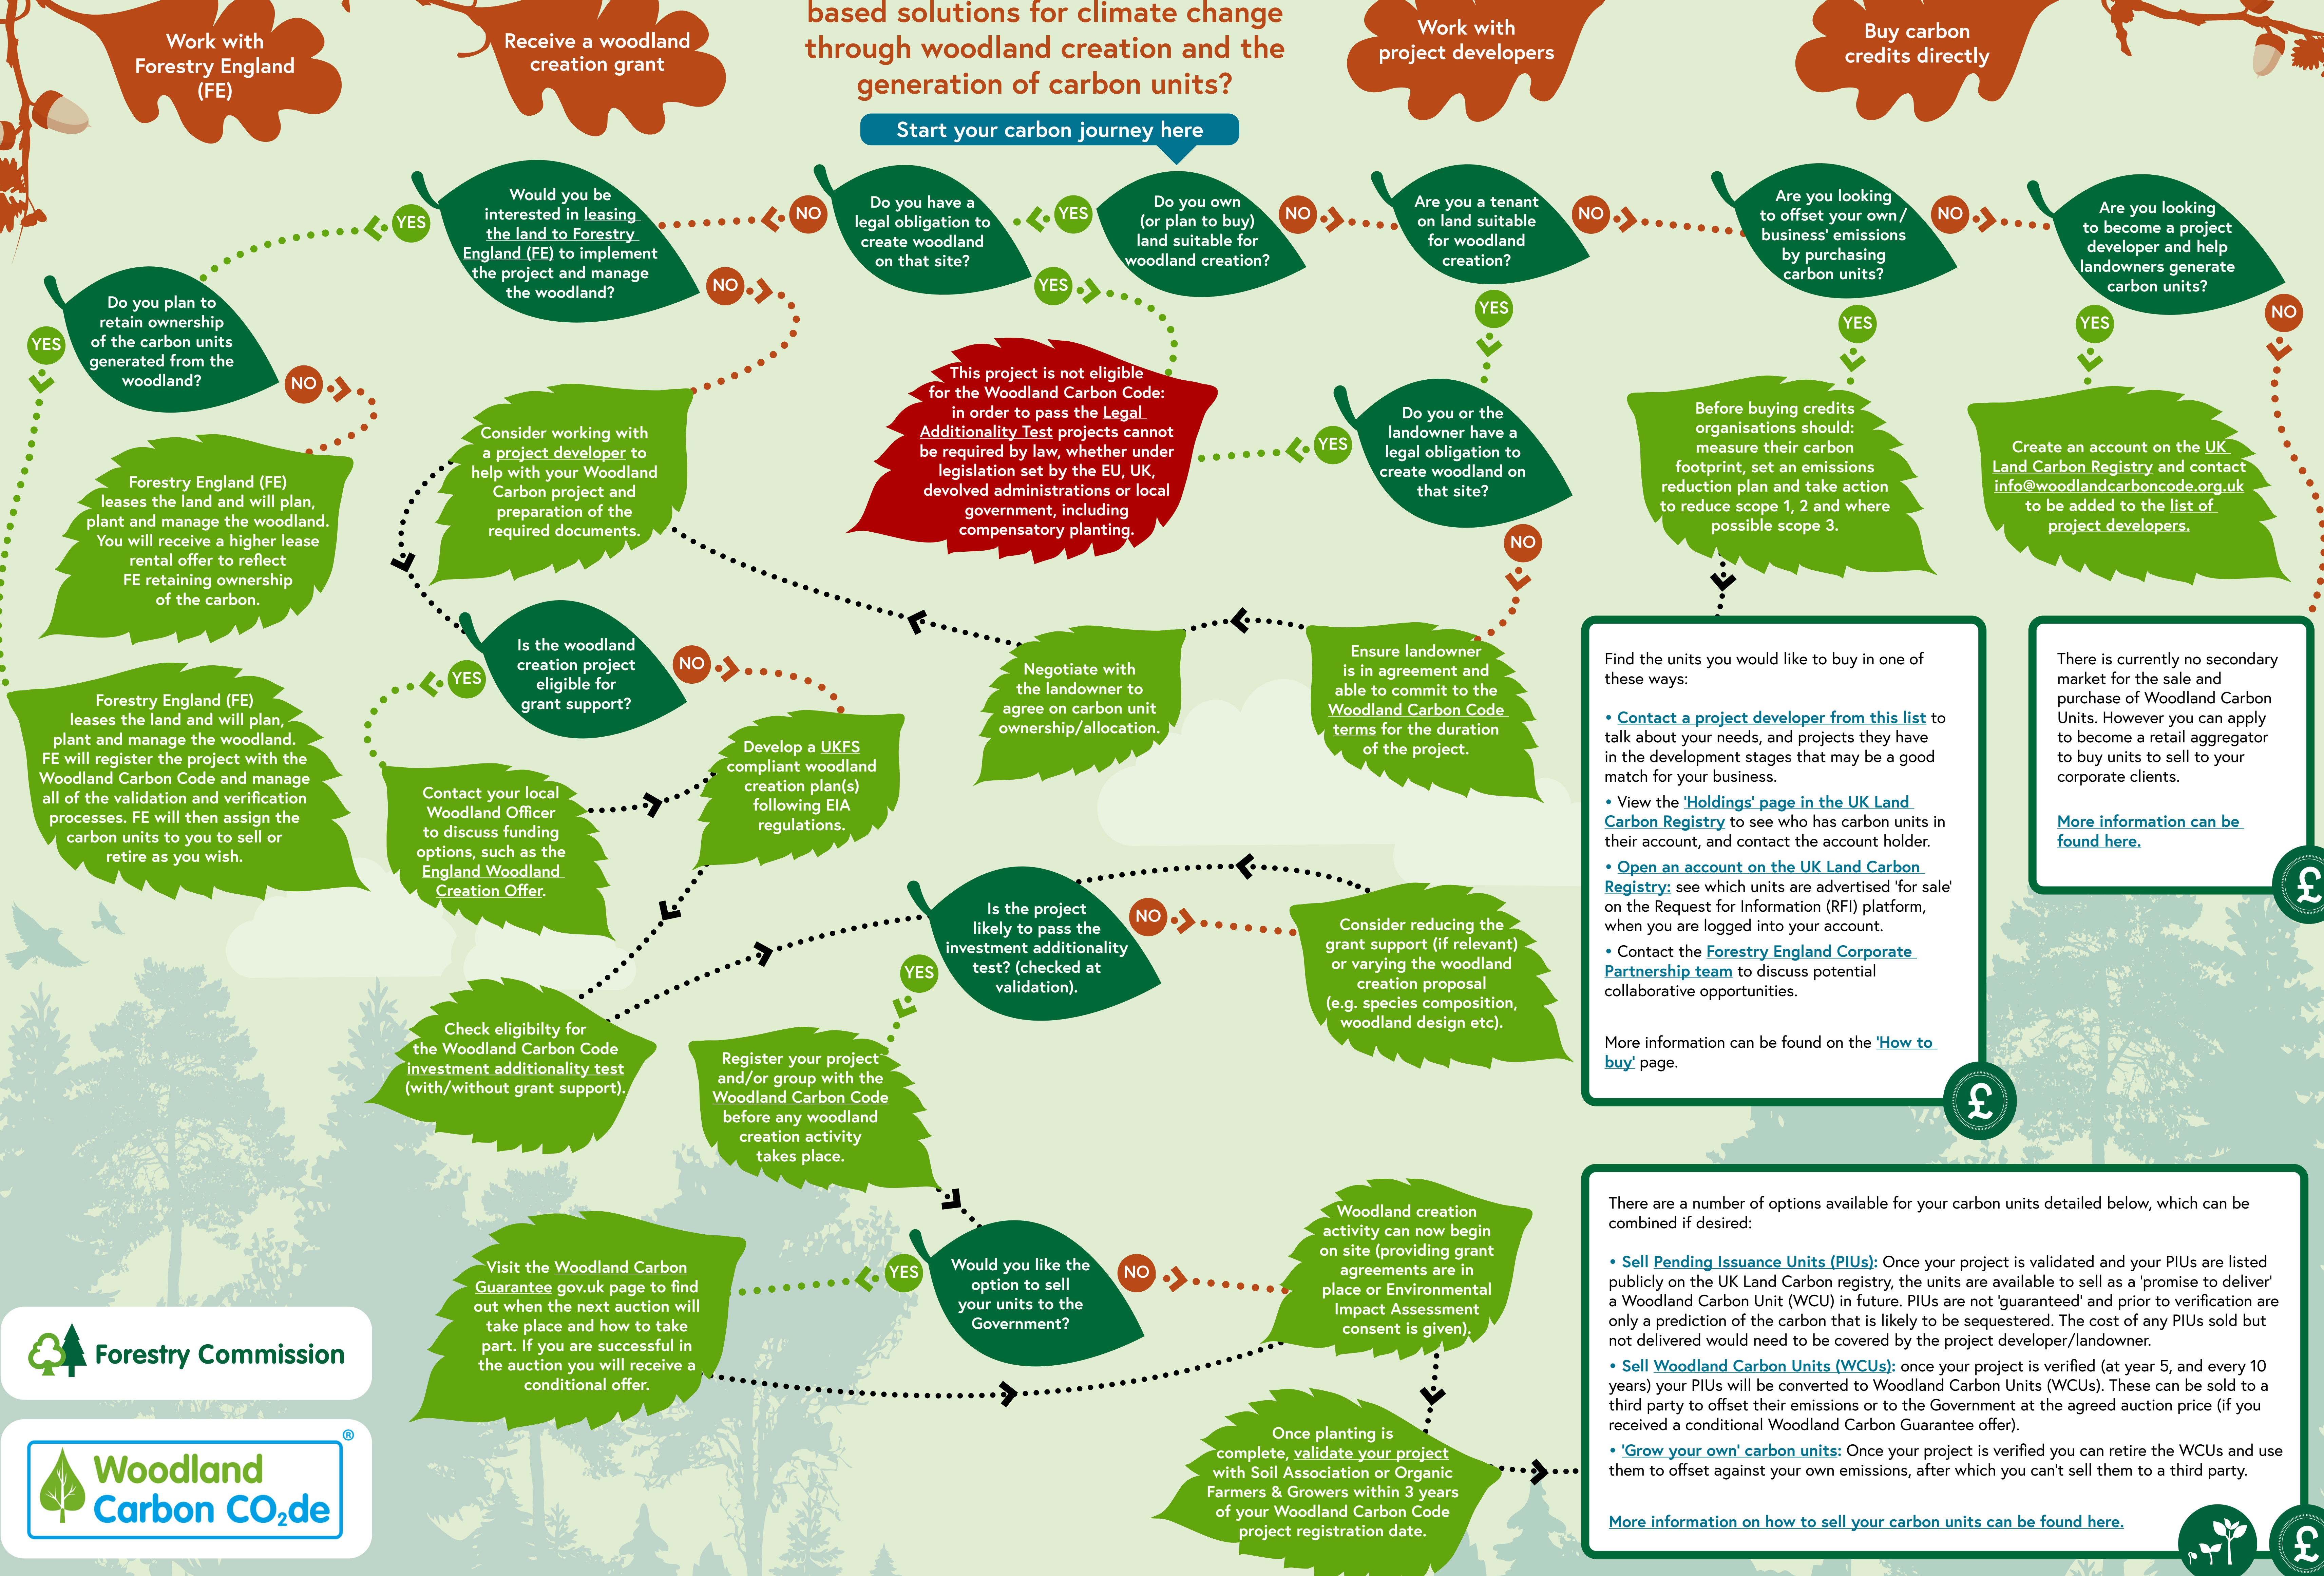 Work with
Forestry England
(FE)
Receive a woodland
creation grant
based solutions for climate change
through woodland creation and the
generation of carbon units?
Work with
project developers
Buy carbon
credits directly
Start your carbon journey here
Do you own
(or plan to buy)
land suitable for
woodland creation?
YES
NO
Do you have a
legal obligation to
create woodland
on that site?
NO
YES
Would you be
interested in leasing
the land to Forestry
England (FE) to implement
the project and manage
the woodland?
YES
NO
Are you a tenant
on land suitable
for woodland
creation?
NO
YES
Are you looking
to offset your own/
business' emissions
by purchasing
carbon units?
NO
YES
Are you looking
to become a project
developer and help
landowners generate
carbon units?
YES
NO
Do you plan to
retain ownership
of the carbon units
generated from the
woodland?
YES
NO
Forestry England (FE)
leases the land and will plan,
plant and manage the woodland.
You will receive a higher lease
rental offer to reflect
FE retaining ownership
of the carbon.
Forestry England (FE)
leases the land and will plan,
plant and manage the woodland.
FE will register the project with the
Woodland Carbon Code and manage
all of the validation and verification
processes. FE will then assign the
carbon units to you to sell or
retire as you wish.
Consider working with
a project developer to
help with your Woodland
Carbon project and
preparation of the
required documents.
This project is not eligible
for the Woodland Carbon Code:
in order to pass the Legal
Additionality Test projects cannot
be required by law, whether under
legislation set by the EU, UK,
devolved administrations or local
government, including
compensatory planting.
YES
Do you or the
landowner have a
legal obligation to
create woodland on
that site?
NO
Before buying credits
organisations should:
measure their carbon
footprint, set an emissions
reduction plan and take action
to reduce scope 1, 2 and where
possible scope 3.
Create an account on the UK
Land Carbon Registry and contact
info@woodlandcarboncode.org.uk
to be added to the list of
project developers.
Is the woodland
creation project
eligible for
grant support?
YES
NO
Negotiate with
the landowner to
agree on carbon unit
ownership/allocation.
Ensure landowner
is in agreement and
able to commit to the
Woodland Carbon Code
terms for the duration
of the project.
Contact your local
Woodland Officer
to discuss funding
options, such as the
England Woodland
Creation Offer.
Develop a UKFS
compliant woodland
creation plan(s)
following EIA
regulations.
Find the units you would like to buy in one of
these ways:
• Contact a project developer from this list to
talk about your needs, and projects they have
in the development stages that may be a good
match for your business.
• View the 'Holdings' page in the UK Land
Carbon Registry to see who has carbon units in
their account, and contact the account holder.
• Open an account on the UK Land Carbon
Registry: see which units are advertised 'for sale'
on the Request for Information (RFI) platform,
when you are logged into your account.
• Contact the Forestry England Corporate
Partnership team to discuss potential
collaborative opportunities.
More information can be found on the 'How to
buy' page.
£
There is currently no secondary
market for the sale and
purchase of Woodland Carbon
Units. However you can apply
to become a retail aggregator
to buy units to sell to your
corporate clients.
More information can be
found here.
£
Is the project
likely to pass the
investment additionality
test? (checked at
validation).
NO
YES
Consider reducing the
grant support (if relevant)
or varying the woodland
creation proposal
(e.g. species composition,
woodland design etc).
Check eligibilty for
the Woodland Carbon Code
investment additionality test
(with/without grant support).
Register your project
and/or group with the
Woodland Carbon Code
before any woodland
creation activity
takes place.
Visit the Woodland Carbon
Guarantee gov.uk page to find
out when the next auction will
take place and how to take
part. If you are successful in
the auction you will receive a
conditional offer.
YES
Would you like the
option to sell
your units to the
Government?
NO
Woodland creation
activity can now begin
on site (providing grant
agreements are in
place or Environmental
Impact Assessment
consent is given).
Once planting is
complete, validate your project
with Soil Association or Organic
Farmers & Growers within 3 years
of your Woodland Carbon Code
project registration date.
There are a number of options available for your carbon units detailed below, which can be
combined if desired:
• Sell Pending Issuance Units (PIUs): Once your project is validated and your PIUs are listed
publicly on the UK Land Carbon registry, the units are available to sell as a 'promise to deliver'
a Woodland Carbon Unit (WCU) in future. PIUs are not 'guaranteed' and prior to verification are
only a prediction of the carbon that is likely to be sequestered. The cost of any PIUs sold but
not delivered would need to be covered by the project developer/landowner.
• Sell Woodland Carbon Units (WCUs): once your project is verified (at year 5, and every 10
years) your PIUs will be converted to Woodland Carbon Units (WCUs). These can be sold to a
third party to offset their emissions or to the Government at the agreed auction price (if you
received a conditional Woodland Carbon Guarantee offer).
• 'Grow your own' carbon units: Once your project is verified you can retire the WCUs and use
them to offset against your own emissions, after which you can't sell them to a third party.
More information on how to sell your carbon units can be found here.
£
Forestry Commission
Woodland
Carbon CO₂de
®